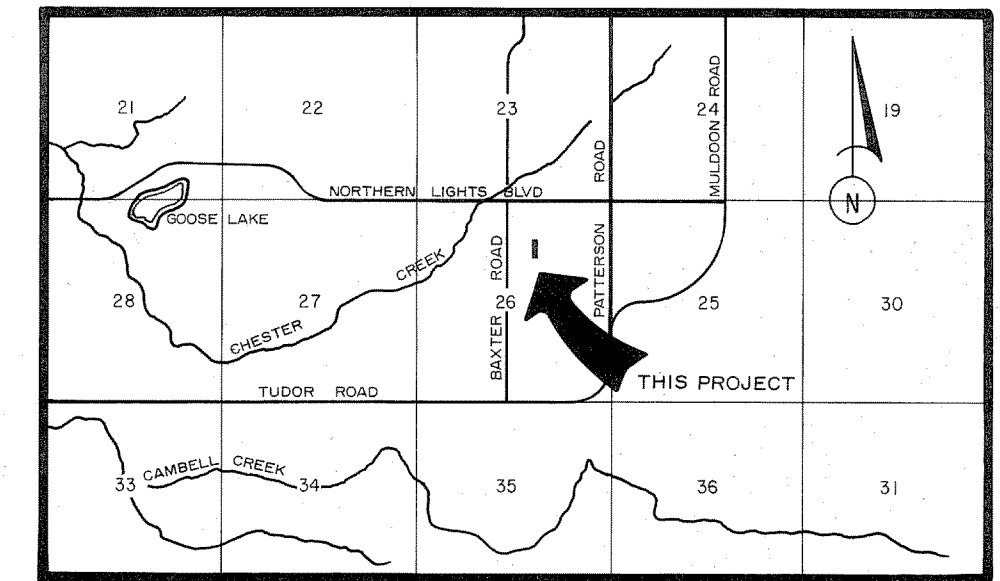 21
22
23
24
19
MULDOON ROAD
ROAD
NORTHERN LIGHTS BLVD
GOOSE LAKE
N
CREEK
BAXTER ROAD
PATTERSON
28
27
26
25
30
CHESTER
THIS PROJECT
TUDOR ROAD
CAMBELL CREEK
33
34
35
36
31